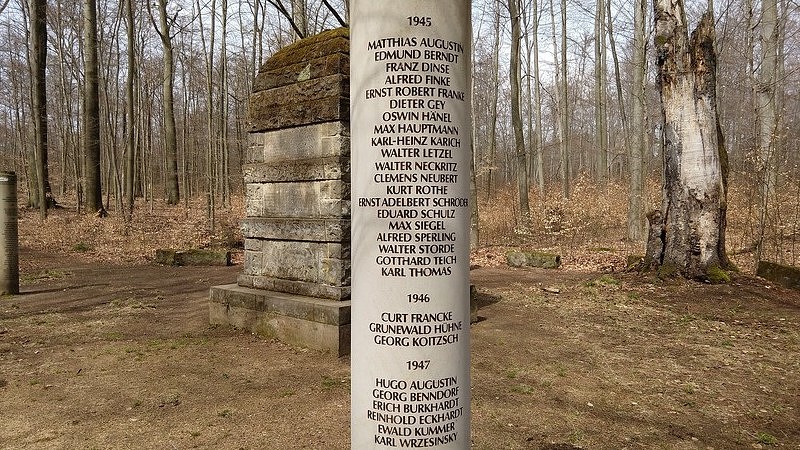 1945
MATTHIAS AUGUSTIN
EDMUND BERNDT
FRANZ DINSE
ALFRED FINKE
ERNST ROBERT FRANKE
DIETER GEY
OSWIN HÄNEL
MAX HAUPTMANN
KARL-HEINZ KARICH
WALTER LETZEL
WALTER NECKRITZ
CLEMENS NEUBERT
KURT ROTHE
ERNST ADELBERT SCHRÖDER
EDUARD SCHULZ
MAX SIEGEL
ALFRED SPERLING
WALTER STORDE
GOTTHARD TEICH
KARL THOMAS
1946
CURT FRANCKE
GRUNEWALD HÜHNE
GEORG KOITZSCH
1947
HUGO AUGUSTIN
GEORG BENNDORF
ERICH BURKHARDT
REINHOLD ECKHARDT
EWALD KUMMER
KARL WRZESINSKY